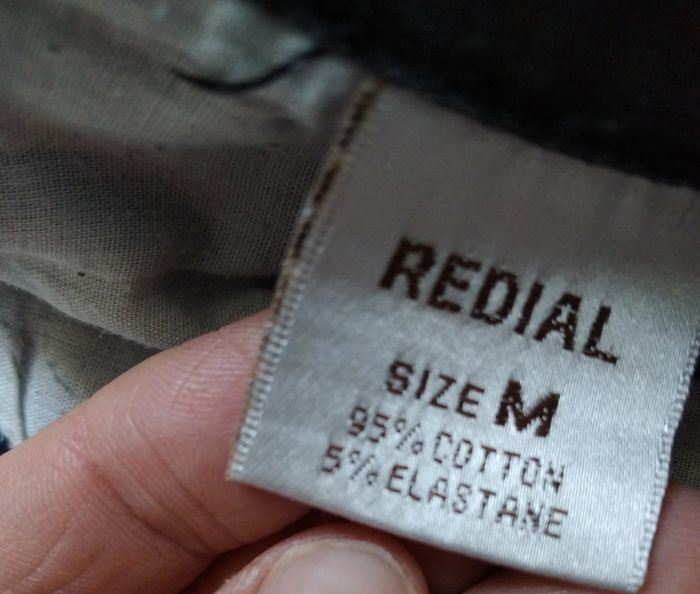 REDIAL
SIZE M
95% COTTON
5% ELASTANE